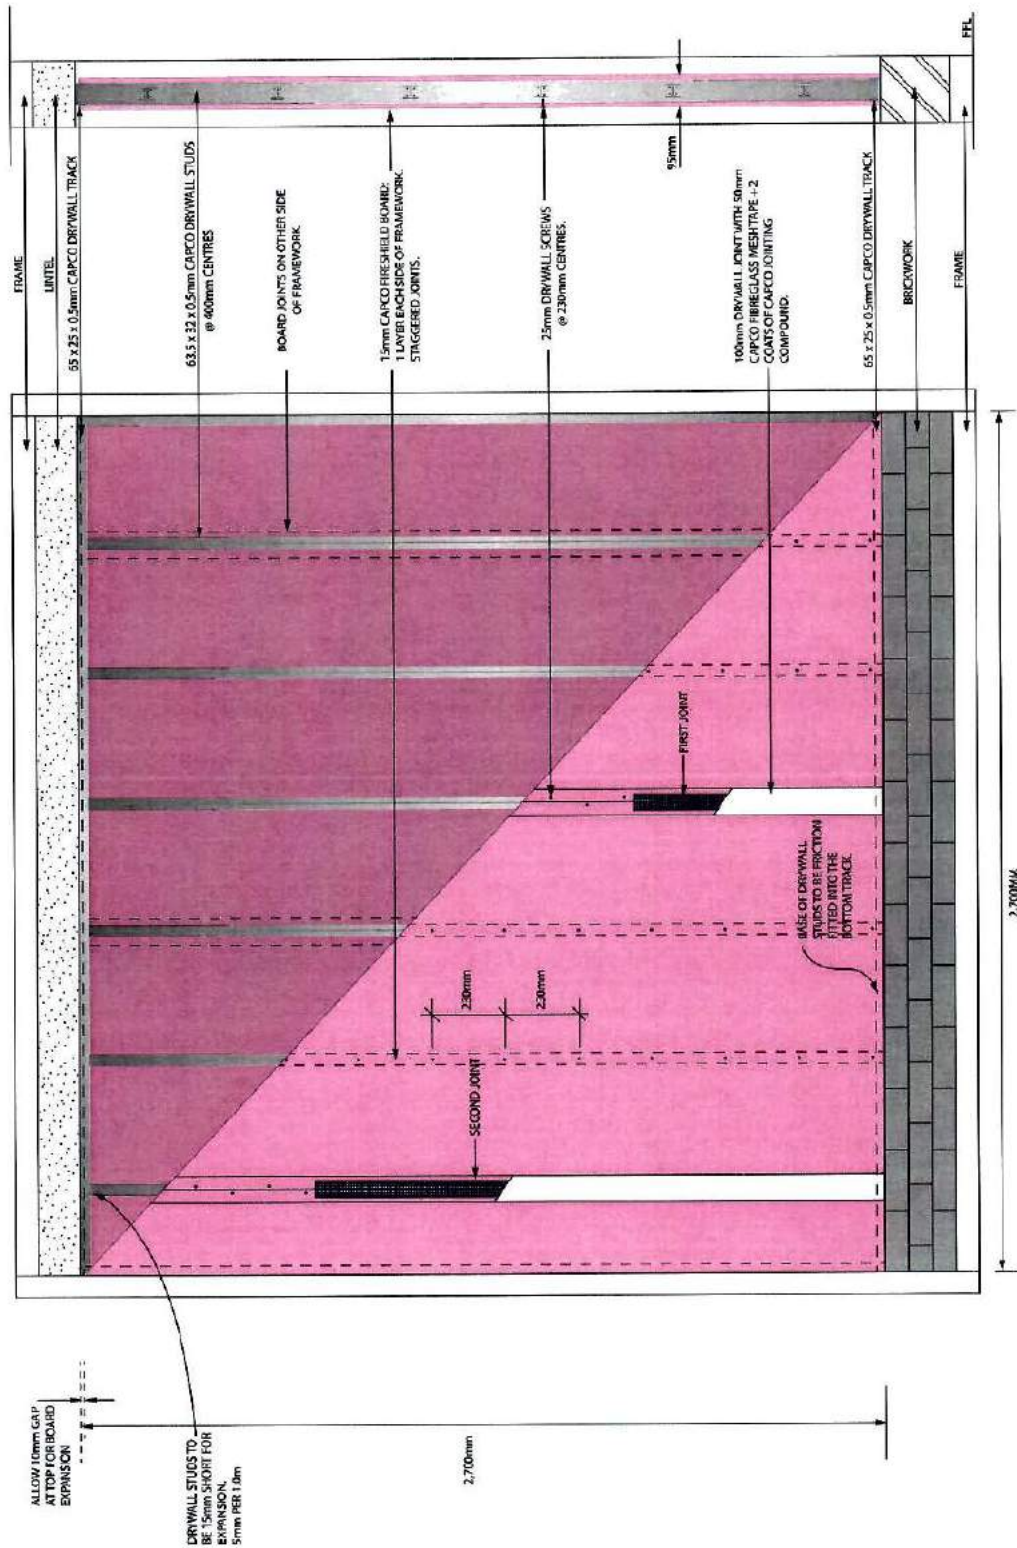 FRAME
LINTEL
65 x 25 x 0.5mm CAPCO DRYWALL TRACK
63.5 x 32 x 0.5mm CAPCO DRYWALL STUDS
@ 400mm CENTRES
BOARD JOINTS ON OTHER SIDE
OF FRAMEWORK.
15mm CAPCO FIRESHIELD BOARD:
1 LAYER EACH SIDE OF FRAMEWORK.
STAGGERED JOINTS.
25mm DRYWALL SCREWS
@ 230mm CENTRES.
95mm
100mm DRYWALL JOINT WITH 50mm
CAPCO FIBREGLASS MESH TAPE + 2
COATS OF CAPCO JOINTING
COMPOUND.
65 x 25 x 0.5mm CAPCO DRYWALL TRACK
BRICKWORK
FRAME
FFL
FIRST JOINT
BASE OF DRYWALL
STUDS TO BE FRICTION
FITTED INTO THE
BOTTOM TRACK.
230mm
230mm
SECOND JOINT
2,700MM
ALLOW 10mm GAP
AT TOP FOR BOARD
EXPANSION
DRYWALL STUDS TO
BE 15mm SHORT FOR
EXPANSION.
5mm PER 1.0m
2,700mm